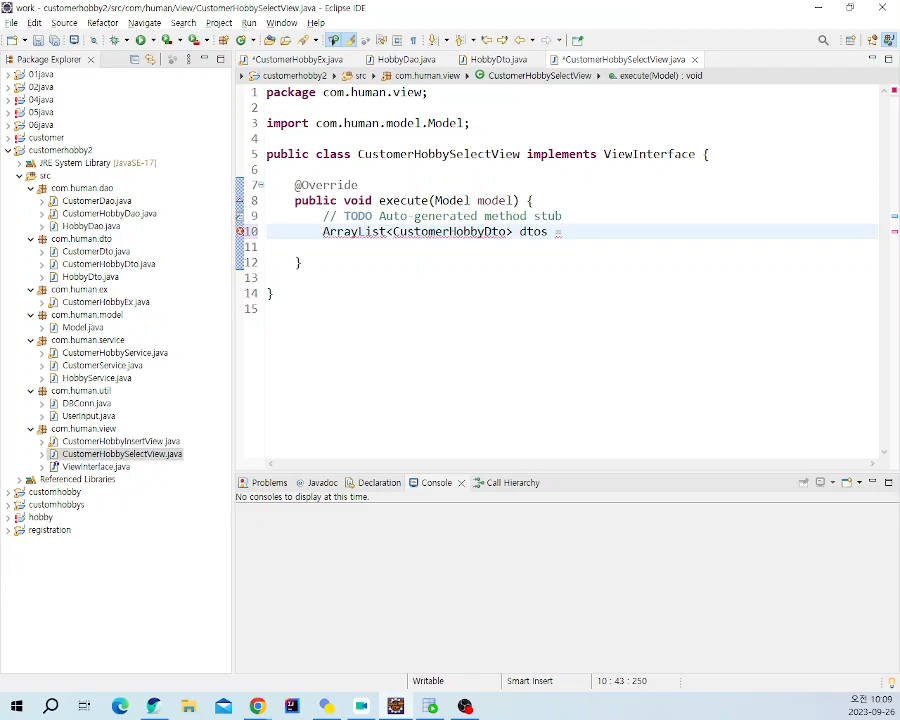 work - customerhobby2/src/com/human/view/CustomerHobbySelectView.java - Eclipse IDE
File Edit Source Refactor Navigate Search Project Run Window Help
Package Explorer
*CustomerHobbyEx.java HobbyDao.java HobbyDto.java *CustomerHobbySelectView.java
customerhobby2 src com.human.view CustomerHobbySelectView execute(Model) : void
01java
02java
04java
05java
06java
customer
customerhobby2
JRE System Library [JavaSE-17]
src
com.human.dao
CustomerDao.java
CustomerHobbyDao.java
HobbyDao.java
com.human.dto
CustomerDto.java
CustomerHobbyDto.java
HobbyDto.java
com.human.ex
CustomerHobbyEx.java
com.human.model
Model.java
com.human.service
CustomerHobbyService.java
CustomerService.java
HobbyService.java
com.human.util
DBConn.java
UserInput.java
com.human.view
CustomerHobbyInsertView.java
CustomerHobbySelectView.java
ViewInterface.java
Referenced Libraries
customhobby
customhobbys
hobby
registration
1 package com.human.view;
2
3 import com.human.model.Model;
4
5 public class CustomerHobbySelectView implements ViewInterface {
6
7 @Override
8 public void execute(Model model) {
9 // TODO Auto-generated method stub
10 ArrayList<CustomerHobbyDto> dtos =
11
12 }
13
14 }
15
Problems Javadoc Declaration Console Call Hierarchy
No consoles to display at this time.
Writable Smart Insert 10 : 43 : 250
오전 10:09
2023-09-26